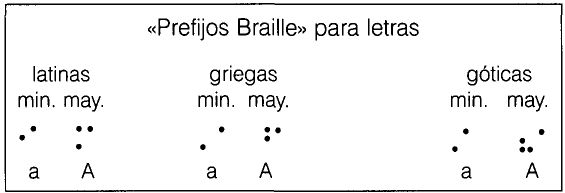 «Prefijos Braille» para letras
latinas griegas góticas
min. may. min. may. min. may.
a A a A a A